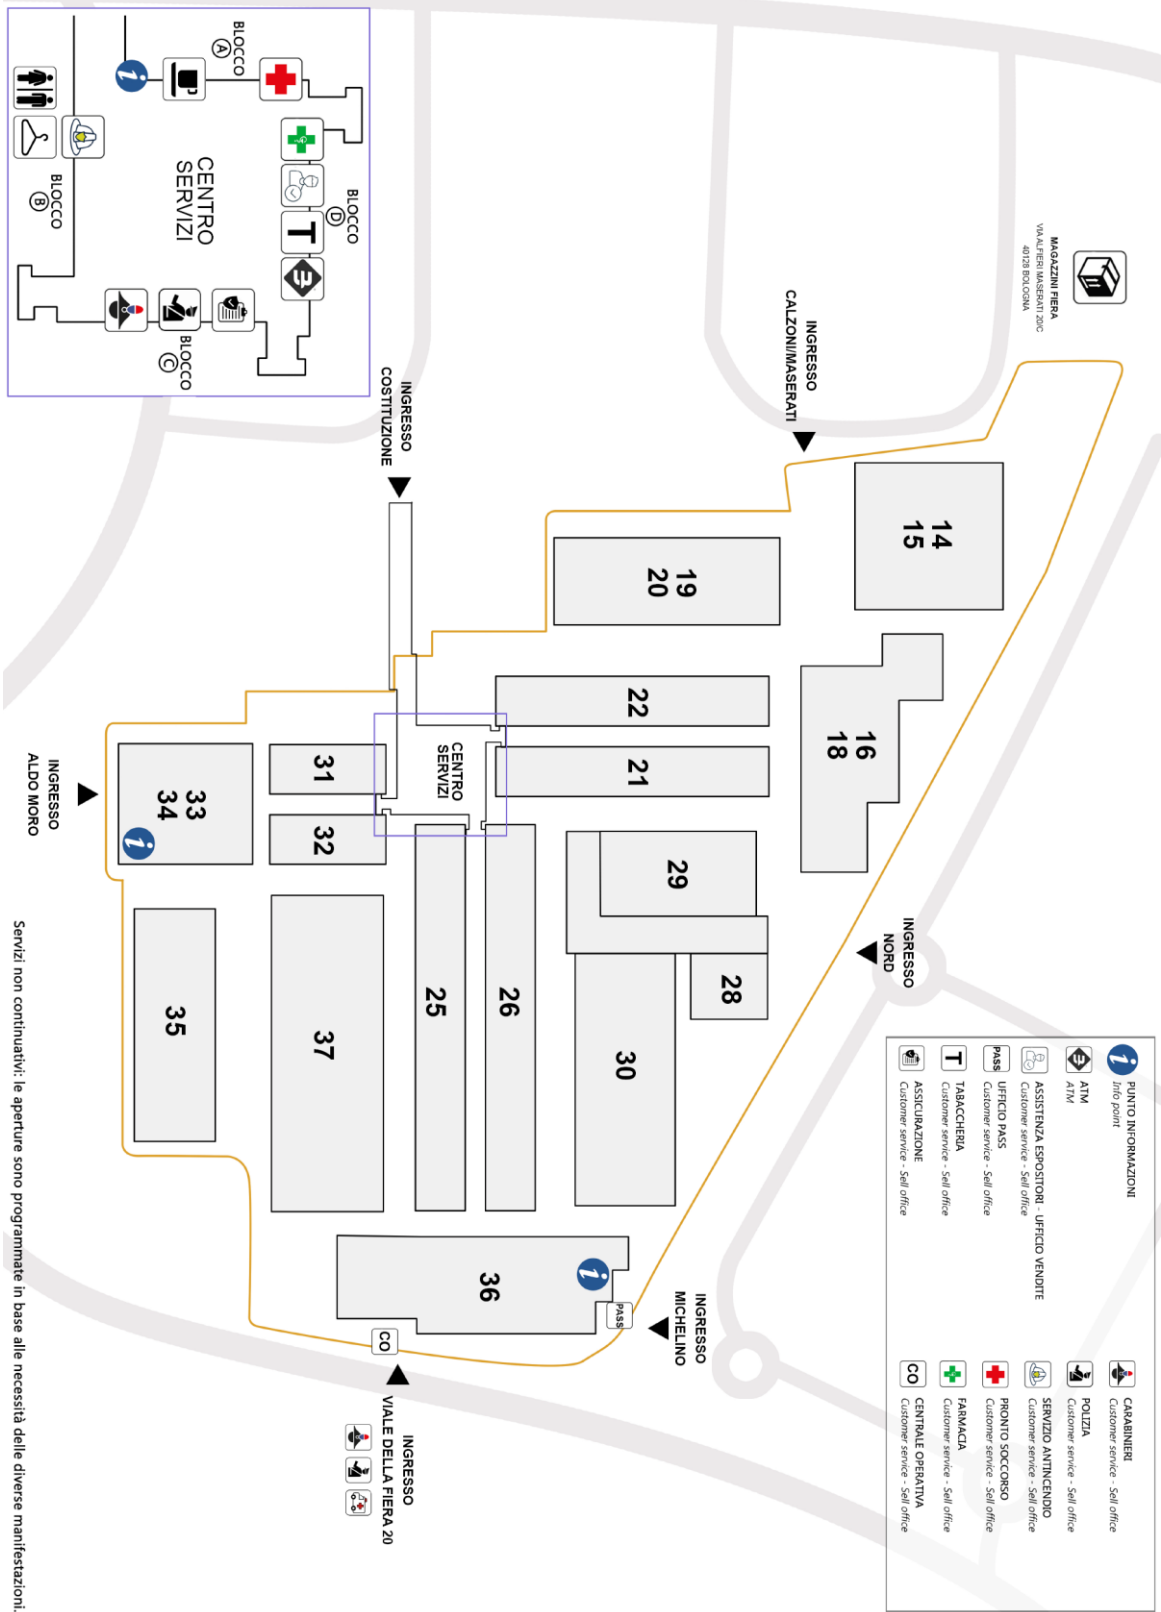 MAGAZZINI FIERA
VIA ALFIERI MASERATI 20/C
40128 BOLOGNA
INGRESSO
CALZONI/MASERATI
INGRESSO
COSTITUZIONE
INGRESSO
ALDO MORO
INGRESSO
NORD
INGRESSO
MICHELINO
INGRESSO
VIALE DELLA FIERA 20
14
15
19
20
16
18
22
21
CENTRO
SERVIZI
31
32
33
34
i
29
28
30
26
25
37
35
36
i
PASS
CO
BLOCCO
A
BLOCCO
B
BLOCCO
C
BLOCCO
D
CENTRO
SERVIZI
i
T
i
PUNTO INFORMAZIONI
Info point
ATM
ATM
ASSISTENZA ESPOSITORI - UFFICIO VENDITE
Customer service - Sell office
PASS
UFFICIO PASS
Customer service - Sell office
T
TABACCHERIA
Customer service - Sell office
ASSICURAZIONE
Customer service - Sell office
CARABINIERI
Customer service - Sell office
POLIZIA
Customer service - Sell office
SERVIZIO ANTINCENDIO
Customer service - Sell office
PRONTO SOCCORSO
Customer service - Sell office
FARMACIA
Customer service - Sell office
CO
CENTRALE OPERATIVA
Customer service - Sell office
Servizi non continuativi: le aperture sono programmate in base alle necessità delle diverse manifestazioni.